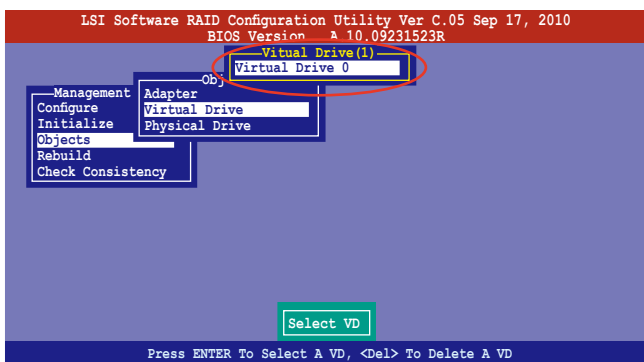 LSI Software RAID Configuration Utility Ver C.05 Sep 17, 2010
BIOS Version A 10.09231523R
Vitual Drive(1)
Virtual Drive 0
Obj
Adapter
Virtual Drive
Physical Drive
Management
Configure
Initialize
Objects
Rebuild
Check Consistency
Select VD
Press ENTER To Select A VD, <Del> To Delete A VD